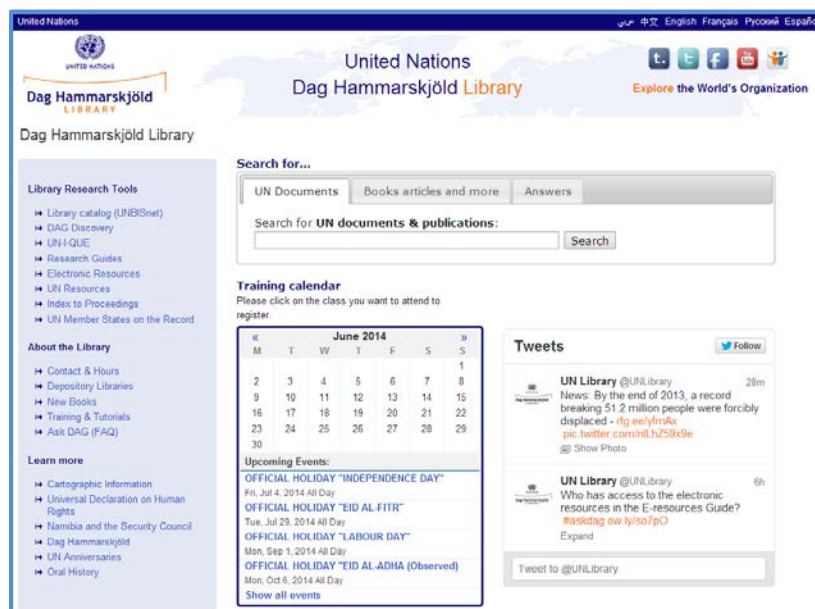 United Nations
عربي 中文 English Français Русский Españo
UNITED NATIONS
Dag Hammarskjöld
LIBRARY
United Nations
Dag Hammarskjöld Library
t. t f You Tube
Explore the World's Organization
Dag Hammarskjöld Library
Library Research Tools
Library catalog (UNBISnet)
DAG Discovery
UN-I-QUE
Research Guides
Electronic Resources
UN Resources
Index to Proceedings
UN Member States on the Record
About the Library
Contact & Hours
Depository Libraries
New Books
Training & Tutorials
Ask DAG (FAQ)
Learn more
Cartographic Information
Universal Declaration on Human
Rights
Namibia and the Security Council
Dag Hammarskjöld
UN Anniversaries
Oral History
Search for...
UN Documents Books articles and more Answers
Search for UN documents & publications:
Search
Training calendar
Please click on the class you want to attend to
register.
« June 2014 »
M T W T F S S
1
2 3 4 5 6 7 8
9 10 11 12 13 14 15
16 17 18 19 20 21 22
23 24 25 26 27 28 29
30
Upcoming Events:
OFFICIAL HOLIDAY "INDEPENDENCE DAY"
Fri, Jul 4, 2014 All Day
OFFICIAL HOLIDAY "EID AL-FITR"
Tue, Jul 29, 2014 All Day
OFFICIAL HOLIDAY "LABOUR DAY"
Mon, Sep 1, 2014 All Day
OFFICIAL HOLIDAY "EID AL-ADHA (Observed)
Mon, Oct 6, 2014 All Day
Show all events
Tweets Follow
UN Library @UNLibrary 28m
News: By the end of 2013, a record
breaking 51.2 million people were forcibly
displaced - rfg.ee/yfmAx
pic.twitter.com/nlLhZ59x9e
Show Photo
UN Library @UNLibrary 6h
Who has access to the electronic
resources in the E-resources Guide?
#askdag ow.ly/so7pO
Expand
Tweet to @UNLibrary